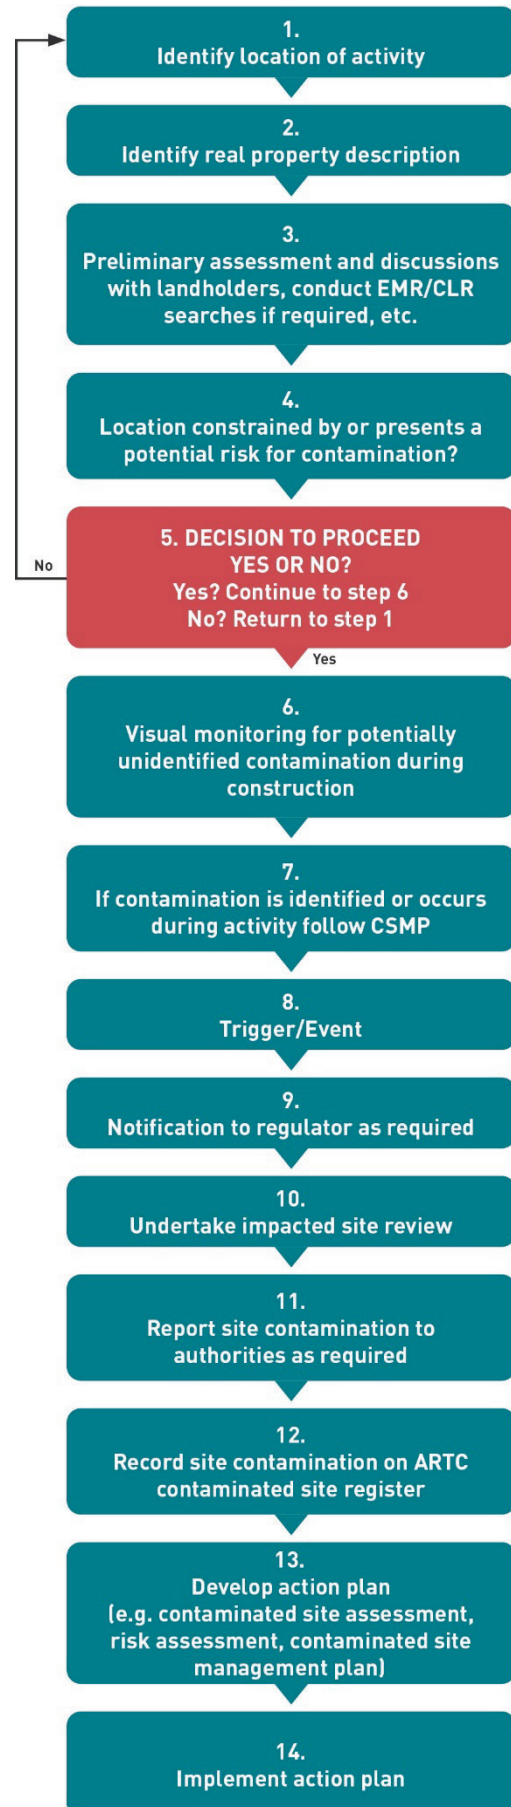 1.
Identify location of activity
2.
Identify real property description
3.
Preliminary assessment and discussions
with landholders, conduct EMR/CLR
searches if required, etc.
4.
Location constrained by or presents a
potential risk for contamination?
5. DECISION TO PROCEED
YES OR NO?
Yes? Continue to step 6
No? Return to step 1
No
Yes
6.
Visual monitoring for potentially
unidentified contamination during
construction
7.
If contamination is identified or occurs
during activity follow CSMP
8.
Trigger/Event
9.
Notification to regulator as required
10.
Undertake impacted site review
11.
Report site contamination to
authorities as required
12.
Record site contamination on ARTC
contaminated site register
13.
Develop action plan
(e.g. contaminated site assessment,
risk assessment, contaminated site
management plan)
14.
Implement action plan